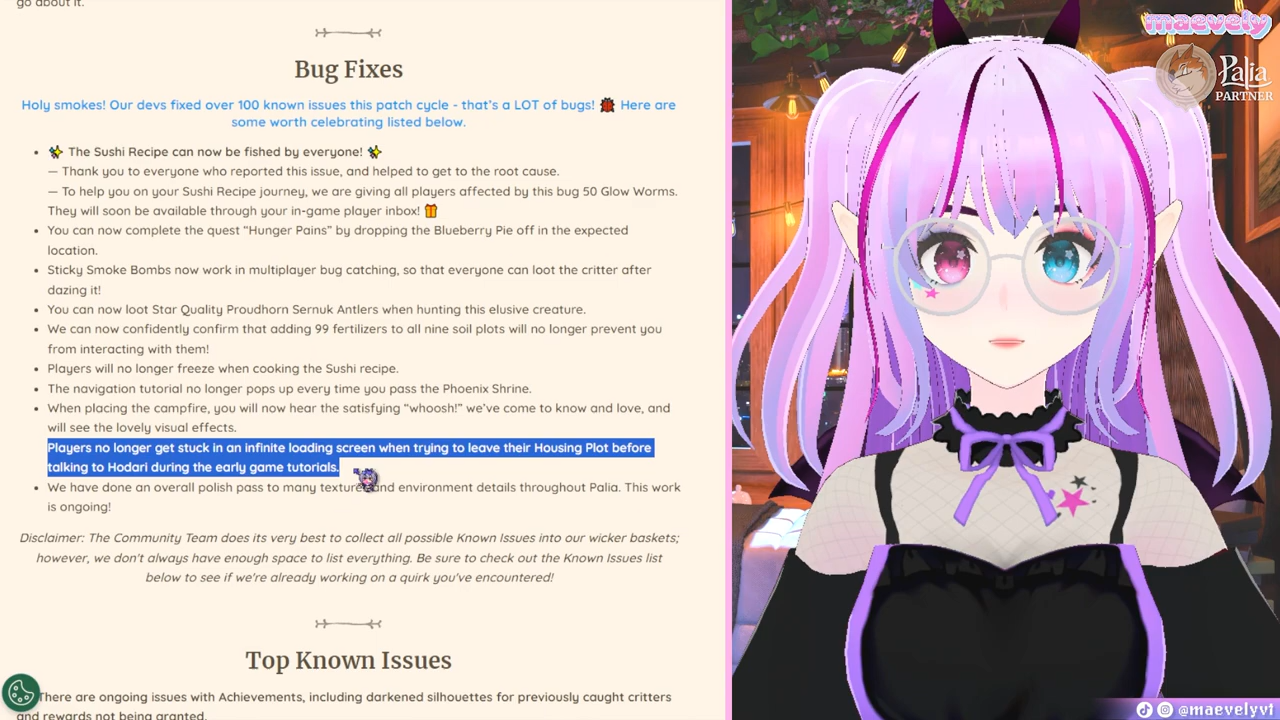 go about it.
Bug Fixes
Holy smokes! Our devs fixed over 100 known issues this patch cycle - that's a LOT of bugs! 🐞 Here are
some worth celebrating listed below.
• ✨ The Sushi Recipe can now be fished by everyone! ✨
— Thank you to everyone who reported this issue, and helped to get to the root cause.
— To help you on your Sushi Recipe journey, we are giving all players affected by this bug 50 Glow Worms.
They will soon be available through your in-game player inbox! 🎁
• You can now complete the quest “Hunger Pains” by dropping the Blueberry Pie off in the expected
location.
• Sticky Smoke Bombs now work in multiplayer bug catching, so that everyone can loot the critter after
dazing it!
• You can now loot Star Quality Proudhorn Sernuk Antlers when hunting this elusive creature.
• We can now confidently confirm that adding 99 fertilizers to all nine soil plots will no longer prevent you
from interacting with them!
• Players will no longer freeze when cooking the Sushi recipe.
• The navigation tutorial no longer pops up every time you pass the Phoenix Shrine.
• When placing the campfire, you will now hear the satisfying “whoosh!” we’ve come to know and love, and
will see the lovely visual effects.
Players no longer get stuck in an infinite loading screen when trying to leave their Housing Plot before
talking to Hodari during the early game tutorials.
• We have done an overall polish pass to many texture and environment details throughout Palia. This work
is ongoing!
Disclaimer: The Community Team does its very best to collect all possible Known Issues into our wicker baskets;
however, we don't always have enough space to list everything. Be sure to check out the Known Issues list
below to see if we're already working on a quirk you've encountered!
Top Known Issues
There are ongoing issues with Achievements, including darkened silhouettes for previously caught critters
and rewards not being granted.
maevely
Palia
PARTNER
@maevelyvt